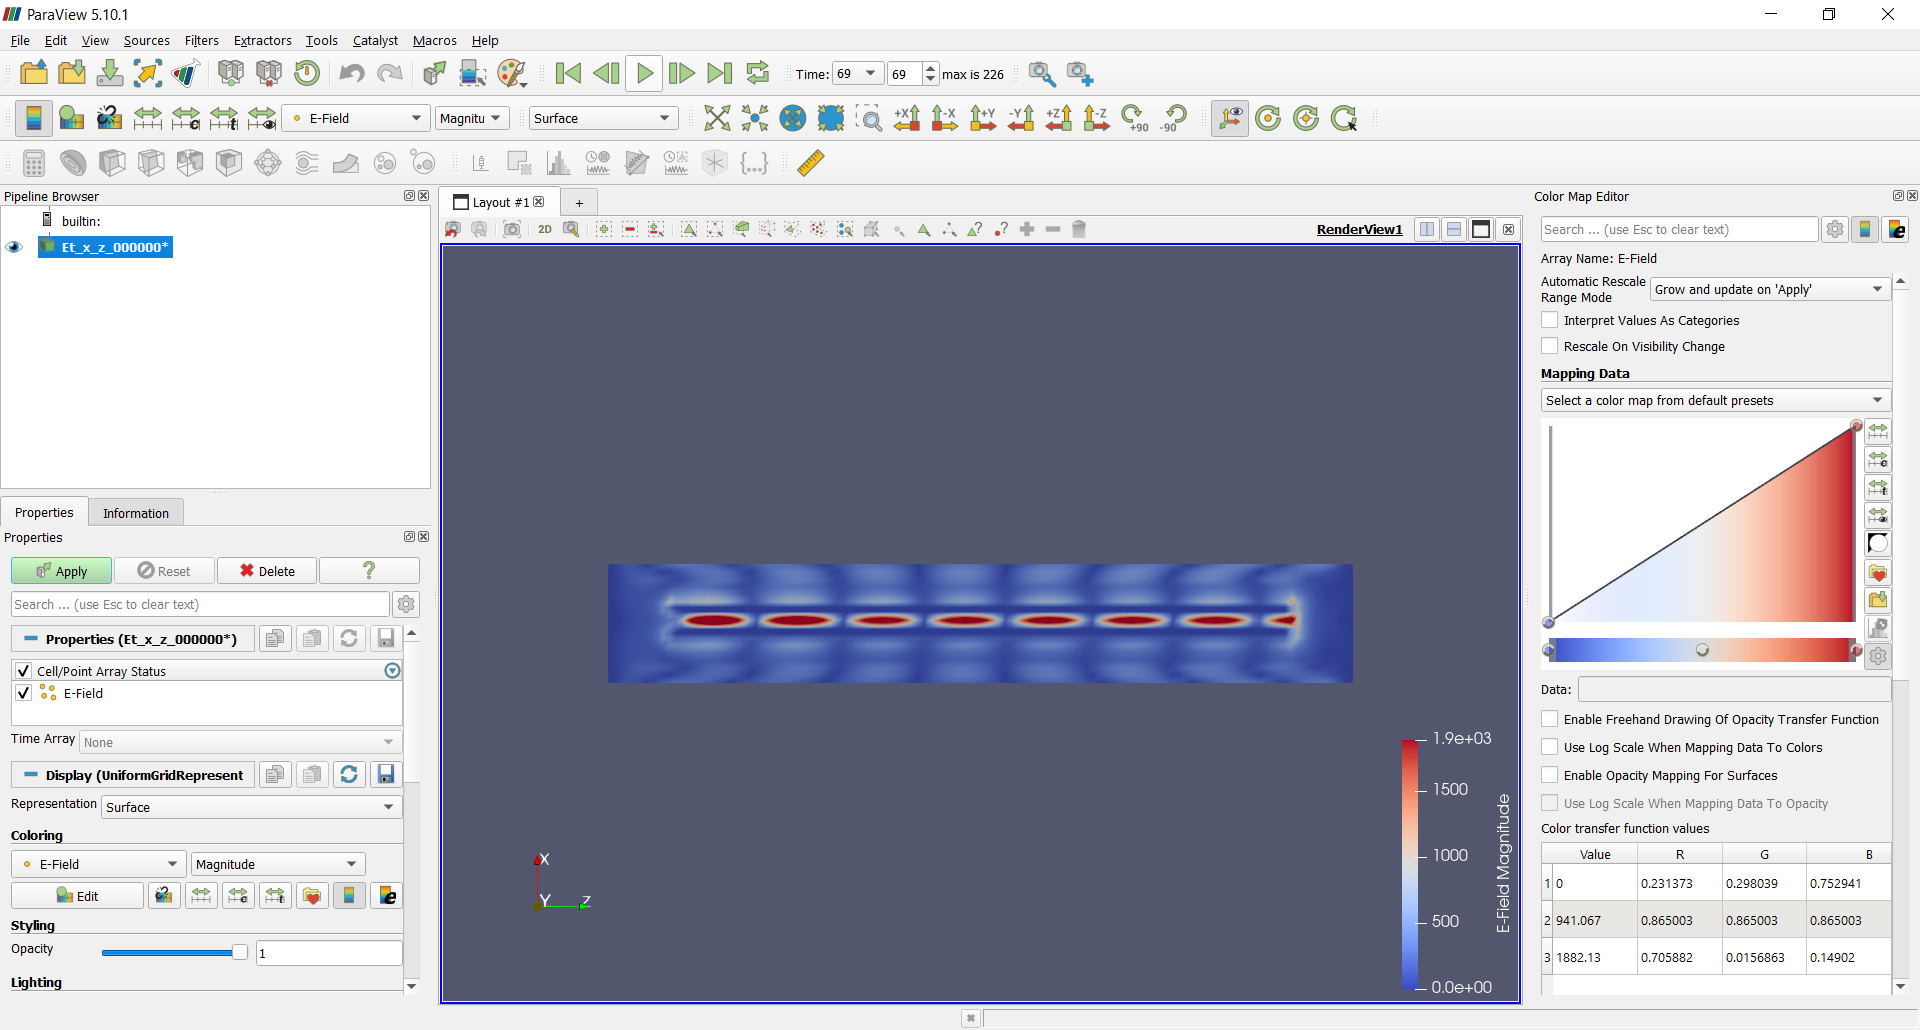 ParaView 5.10.1
File Edit View Sources Filters Extractors Tools Catalyst Macros Help
Time: 69 69 max is 226
E-Field Magnitu Surface +X -X +Y -Y +Z -Z +90 -90
Pipeline Browser
builtin:
Et_x_z_000000*
Properties Information
Properties
Apply Reset Delete ?
Search ... (use Esc to clear text)
Properties (Et_x_z_000000*)
Cell/Point Array Status
E-Field
Time Array None
Display (UniformGridRepresent
Representation Surface
Coloring
E-Field Magnitude
Edit
Styling
Opacity 1
Lighting
Layout #1 +
2D RenderView1
X
Y Z
1.9e+03
1500
1000
500
0.0e+00
E-Field Magnitude
Color Map Editor
Search ... (use Esc to clear text)
Array Name: E-Field
Automatic Rescale
Range Mode
Grow and update on 'Apply'
Interpret Values As Categories
Rescale On Visibility Change
Mapping Data
Select a color map from default presets
Data:
Enable Freehand Drawing Of Opacity Transfer Function
Use Log Scale When Mapping Data To Colors
Enable Opacity Mapping For Surfaces
Use Log Scale When Mapping Data To Opacity
Color transfer function values
Value R G B
1 0 0.231373 0.298039 0.752941
2 941.067 0.865003 0.865003 0.865003
3 1882.13 0.705882 0.0156863 0.14902